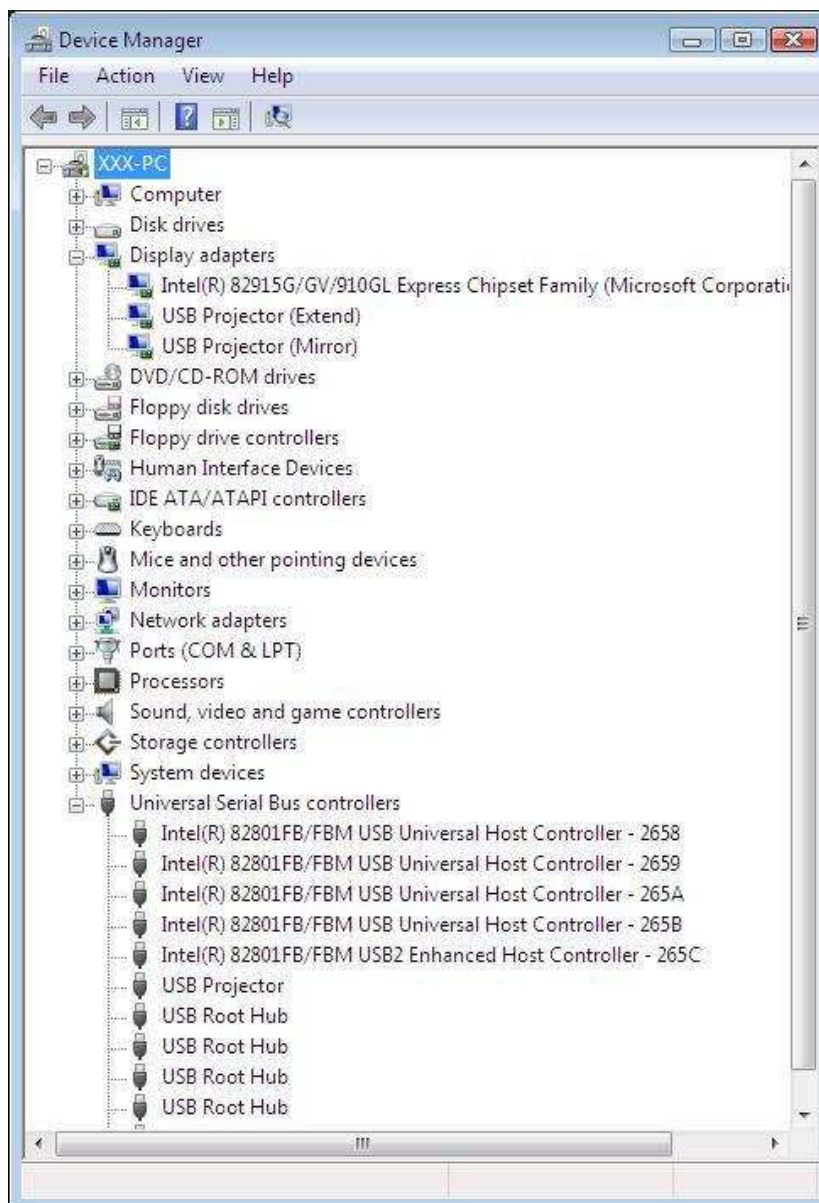 Device Manager
File Action View Help
XXX-PC
Computer
Disk drives
Display adapters
Intel(R) 82915G/GV/910GL Express Chipset Family (Microsoft Corporati
USB Projector (Extend)
USB Projector (Mirror)
DVD/CD-ROM drives
Floppy disk drives
Floppy drive controllers
Human Interface Devices
IDE ATA/ATAPI controllers
Keyboards
Mice and other pointing devices
Monitors
Network adapters
Ports (COM & LPT)
Processors
Sound, video and game controllers
Storage controllers
System devices
Universal Serial Bus controllers
Intel(R) 82801FB/FBM USB Universal Host Controller - 2658
Intel(R) 82801FB/FBM USB Universal Host Controller - 2659
Intel(R) 82801FB/FBM USB Universal Host Controller - 265A
Intel(R) 82801FB/FBM USB Universal Host Controller - 265B
Intel(R) 82801FB/FBM USB2 Enhanced Host Controller - 265C
USB Projector
USB Root Hub
USB Root Hub
USB Root Hub
USB Root Hub